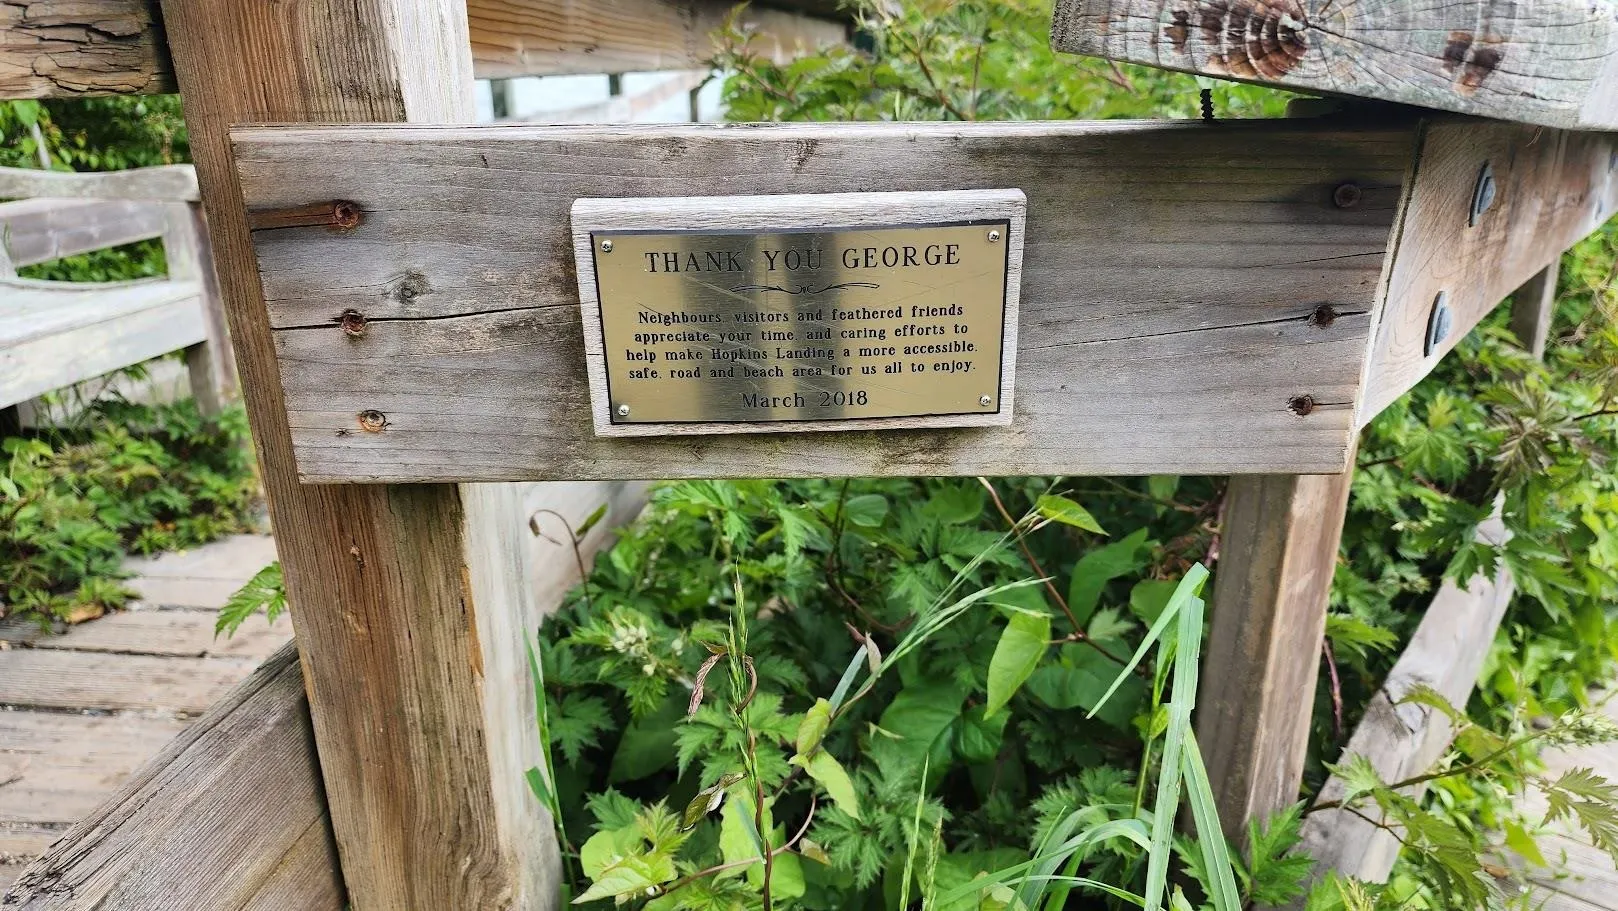 THANK YOU GEORGE
Neighbours, visitors and feathered friends
appreciate your time, and caring efforts to
help make Hopkins Landing a more accessible,
safe, road and beach area for us all to enjoy.
March 2018